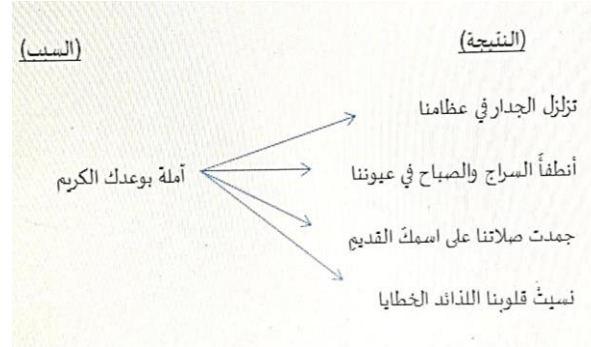 (النتيجة)
(السبب)
تزلزل الجدار في عظامنا
أنطفأَ السراج والصباح في عيوننا
آملة بوعدك الكريم
جمدت صلاتنا على اسمكَ القديمِ
نسيتْ قلوبنا اللذائد الخطايا